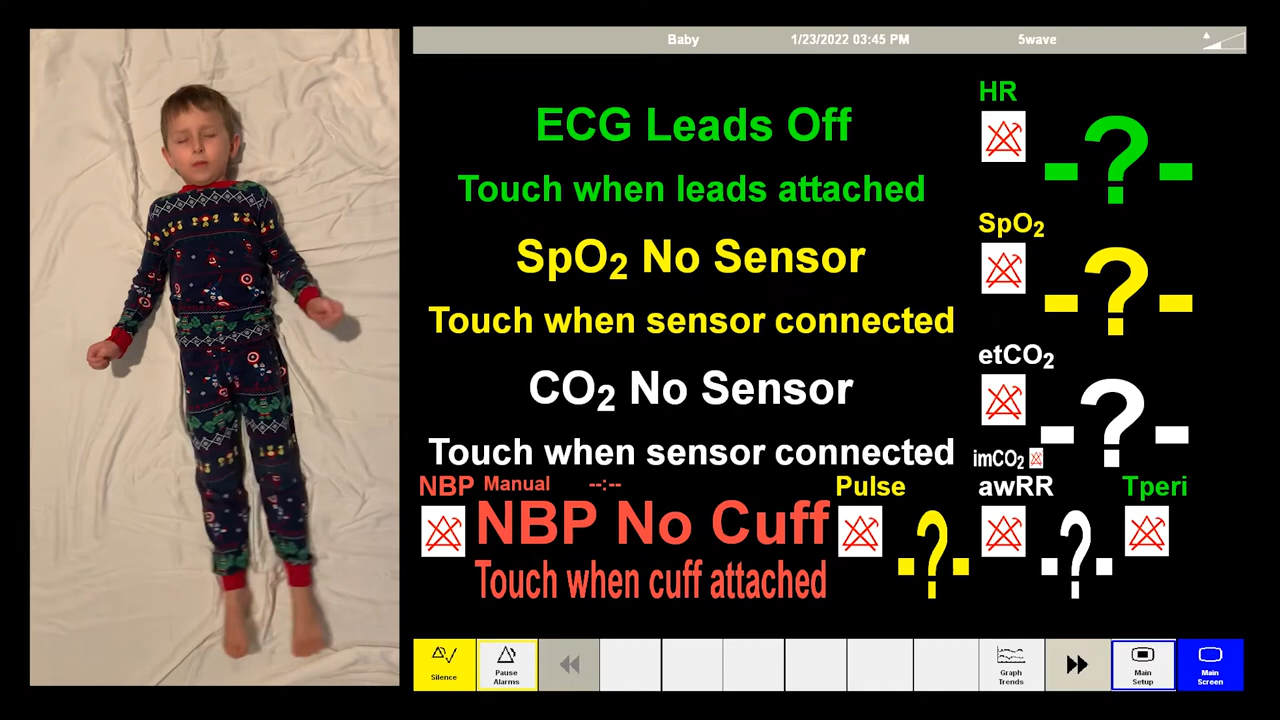 Baby 1/23/2022 03:45 PM 5wave
HR
ECG Leads Off
-?-
Touch when leads attached
SpO₂
SpO₂ No Sensor
-?-
Touch when sensor connected
etCO₂
CO₂ No Sensor
-?-
Touch when sensor connected
imCO₂
NBP Manual --:--
NBP No Cuff
Touch when cuff attached
Pulse
-?-
awRR
-?-
Tperi
Silence
Pause
Alarms
Graph
Trends
Main
Setup
Main
Screen